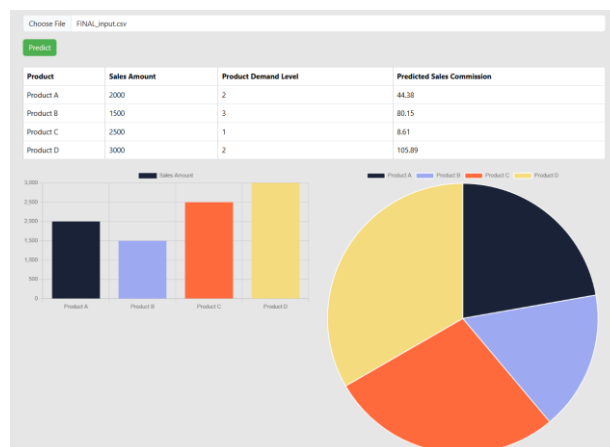 Choose File FINAL_input.csv
Predict
Product Sales Amount Product Demand Level Predicted Sales Commission
Product A 2000 2 44.38
Product B 1500 3 80.15
Product C 2500 1 8.61
Product D 3000 2 105.89
Sales Amount
3,000
2,500
2,000
1,500
1,000
500
0
Product A Product B Product C Product D
Product A Product B Product C Product D